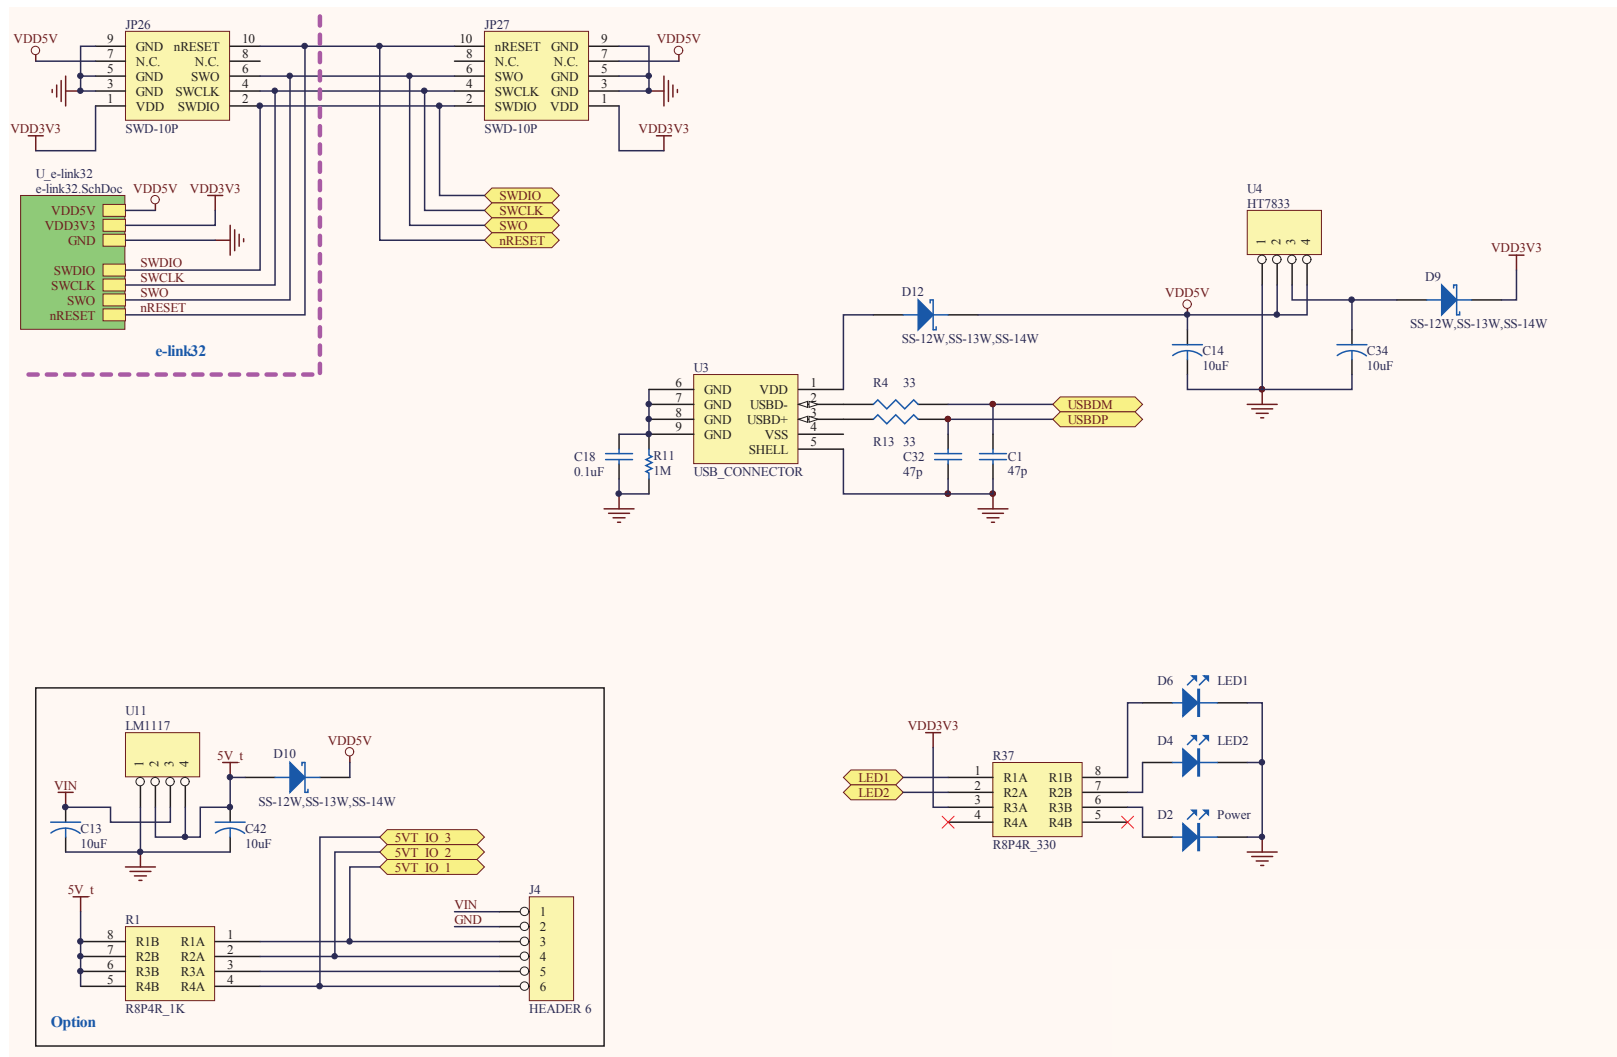 JP26
VDD5V
9 GND nRESET 10
7 N.C. N.C. 8
5 GND SWO 6
3 GND SWCLK 4
1 VDD SWDIO 2
VDD3V3
SWD-10P
JP27
10 nRESET GND 9
8 N.C. N.C. 7
6 SWO GND 5
4 SWCLK GND 3
2 SWDIO VDD 1
VDD5V
VDD3V3
SWD-10P
U_e-link32
e-link32.SchDoc
VDD5V VDD3V3
VDD5V
VDD3V3
GND
SWDIO SWDIO
SWCLK SWCLK
SWO SWO
nRESET nRESET
e-link32
SWDIO
SWCLK
SWO
nRESET
U4
HT7833
1 2 3 4
VDD3V3
D9
SS-12W,SS-13W,SS-14W
VDD5V
D12
SS-12W,SS-13W,SS-14W
C14
10uF
C34
10uF
U3
6 GND VDD 1
7 GND USBD- 2
8 GND USBD+ 3
9 GND VSS 4
SHELL 5
USB_CONNECTOR
R4 33
USBDM
USBDP
R13 33
C18
0.1uF
R11
1M
C32
47p
C1
47p
U11
LM1117
1 2 3 4
VIN
5V_t
D10
VDD5V
SS-12W,SS-13W,SS-14W
C13
10uF
C42
10uF
5VT_IO_3
5VT_IO_2
5VT_IO_1
5V_t
R1
8 R1B R1A 1
7 R2B R2A 2
6 R3B R3A 3
5 R4B R4A 4
R8P4R_1K
J4
VIN 1
GND 2
3
4
5
6
HEADER 6
Option
D6 LED1
D4 LED2
D2 Power
VDD3V3
R37
LED1
LED2
1 R1A R1B 8
2 R2A R2B 7
3 R3A R3B 6
4 R4A R4B 5
R8P4R_330